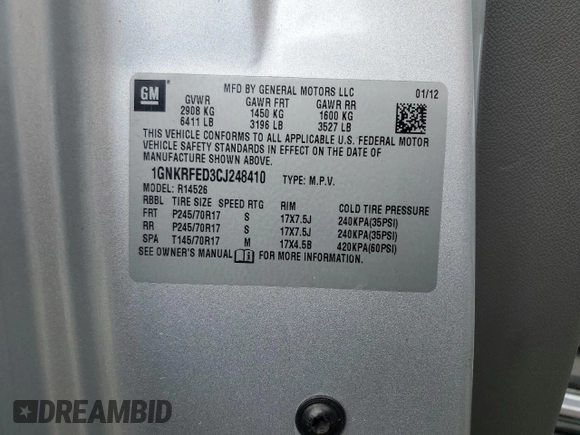 GM
MFD BY GENERAL MOTORS LLC 01/12
GVWR GAWR FRT GAWR RR
2908 KG 1450 KG 1600 KG
6411 LB 3196 LB 3527 LB
THIS VEHICLE CONFORMS TO ALL APPLICABLE U.S. FEDERAL MOTOR
VEHICLE SAFETY STANDARDS IN EFFECT ON THE DATE OF
MANUFACTURE SHOWN ABOVE.
1GNKRFED3CJ248410 TYPE: M.P.V.
MODEL: R14526
RBBL TIRE SIZE SPEED RTG RIM COLD TIRE PRESSURE
FRT P245/70R17 S 17X7.5J 240KPA(35PSI)
RR P245/70R17 S 17X7.5J 240KPA(35PSI)
SPA T145/70R17 M 17X4.5B 420KPA(60PSI)
SEE OWNER'S MANUAL FOR MORE INFORMATION.
DREAMBID